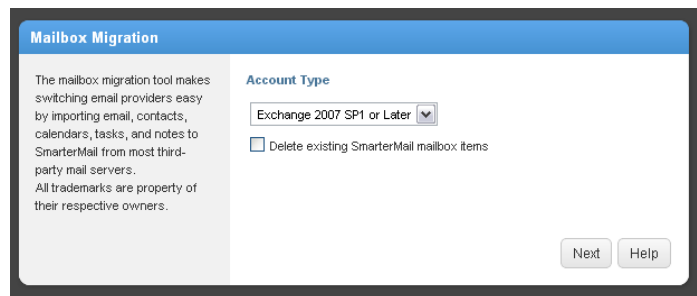 Mailbox Migration
The mailbox migration tool makes
switching email providers easy
by importing email, contacts,
calendars, tasks, and notes to
SmarterMail from most third-
party mail servers.
All trademarks are property of
their respective owners.
Account Type
Exchange 2007 SP1 or Later
Delete existing SmarterMail mailbox items
Next
Help